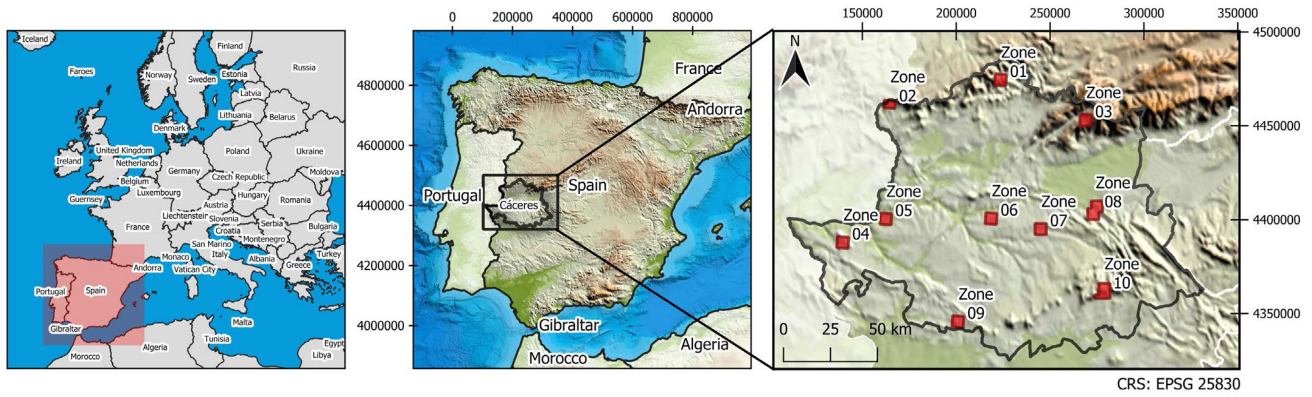 Iceland
Faroes
Finland
Norway
Sweden
Russia
Estonia
Latvia
Denmark
Lithuania
Belarus
United Kingdom
Ireland
Netherlands
Poland
Germany
Ukraine
Belgium
Czech Republic
Moldova
Luxembourg
Guernsey
Austria
Hungary
Romania
Liechtenstein
Slovenia
France
Croatia
Serbia
Bulgaria
San Marino
Montenegro
Italy
Monaco
Albania
Turkey
Andorra
Vatican City
Greece
Portugal
Spain
Malta
Gibraltar
Tunisia
Morocco
Algeria
Egypt
Libya
0 200000 400000 600000 800000
4800000
4600000
4400000
4200000
4000000
France
Andorra
Portugal
Spain
Cáceres
Gibraltar
Morocco
Algeria
150000 200000 250000 300000 350000
4500000
4450000
4400000
4350000
N
Zone
01
Zone
02
Zone
03
Zone
04
Zone
05
Zone
06
Zone
07
Zone
08
Zone
09
Zone
10
0 25 50 km
CRS: EPSG 25830